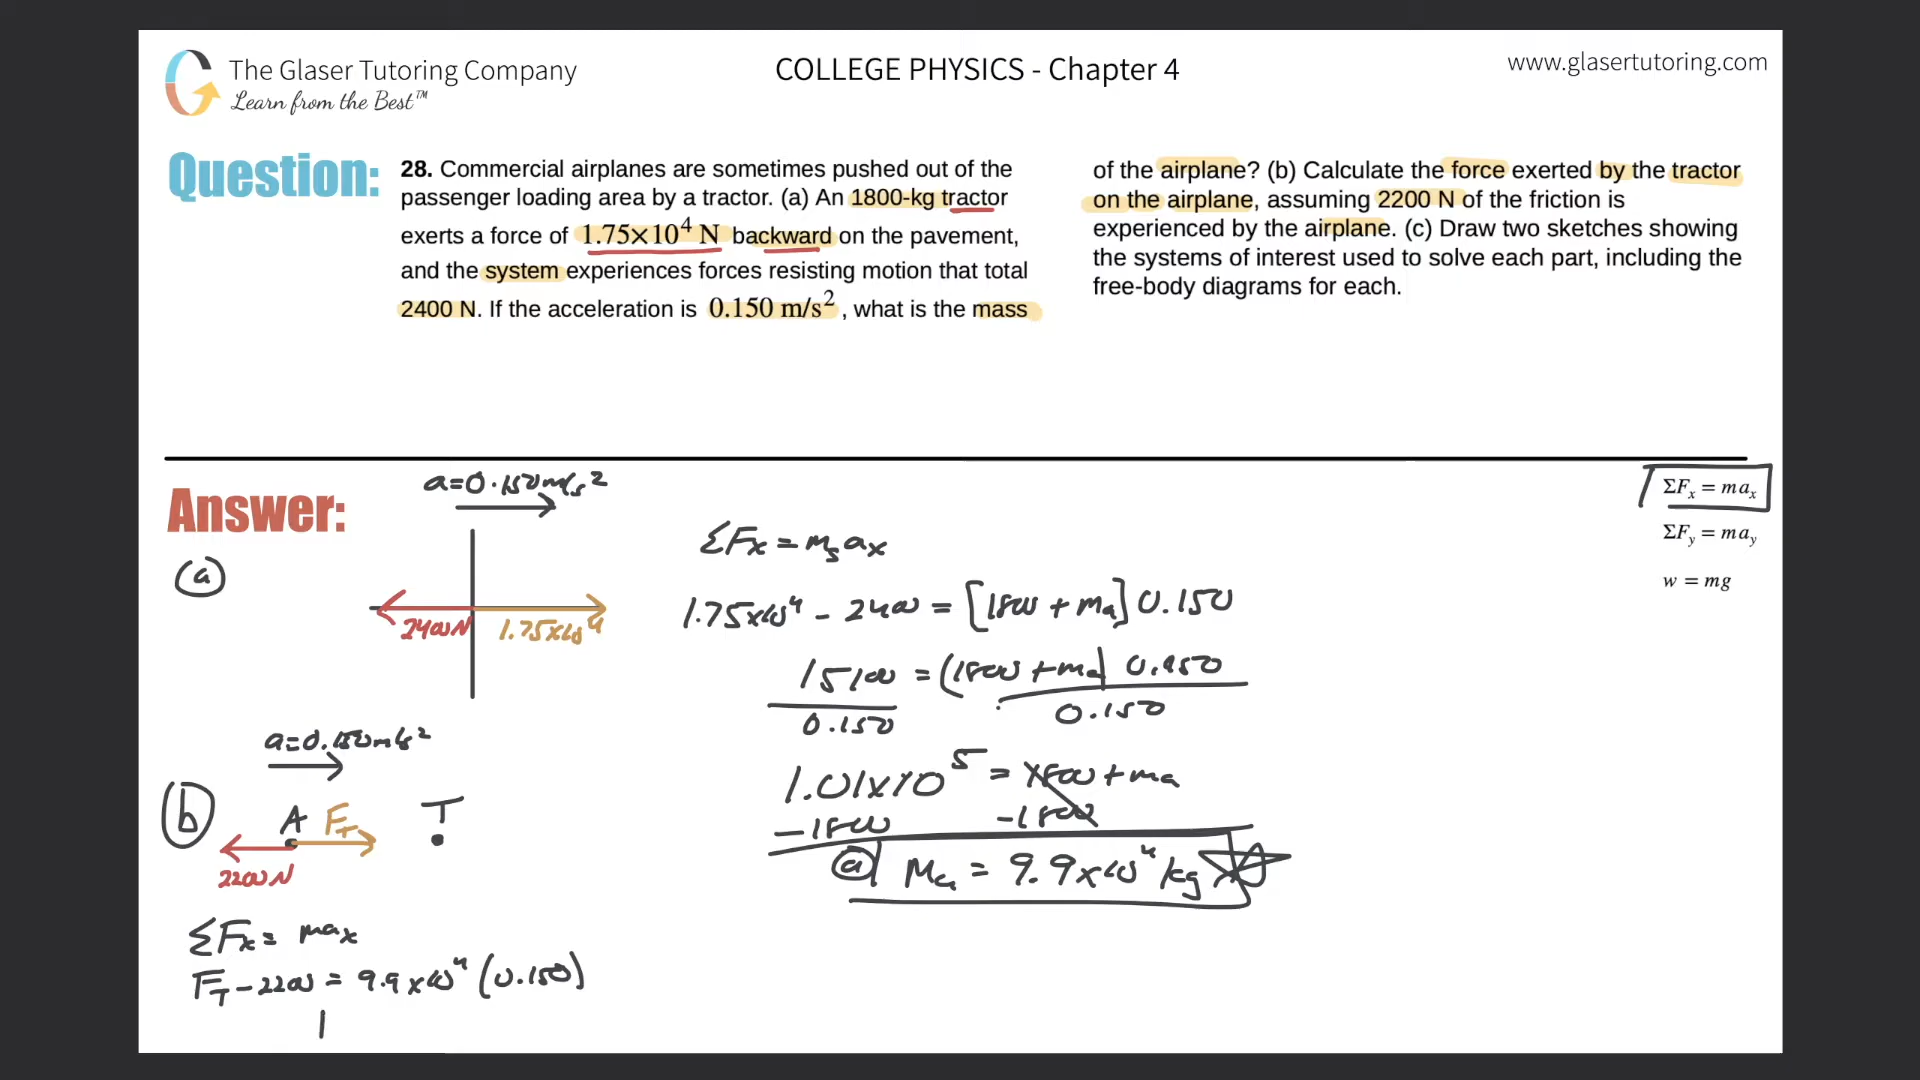 The Glaser Tutoring Company
Learn from the Best™
COLLEGE PHYSICS - Chapter 4
www.glasertutoring.com
Question:
28. Commercial airplanes are sometimes pushed out of the
passenger loading area by a tractor. (a) An 1800-kg tractor
exerts a force of 1.75×10⁴ N backward on the pavement,
and the system experiences forces resisting motion that total
2400 N. If the acceleration is 0.150 m/s², what is the mass
of the airplane? (b) Calculate the force exerted by the tractor
on the airplane, assuming 2200 N of the friction is
experienced by the airplane. (c) Draw two sketches showing
the systems of interest used to solve each part, including the
free-body diagrams for each.
Answer:
(a)
a=0.150m/s²
2400N
1.75x10⁴
ΣFx = msax
1.75x10⁴ - 2400 = [1800 + ma] 0.150
15100 = (1800 + ma) 0.150
0.150
0.150
1.01x10⁵ = 1800 + ma
-1800
-1800
(a) Ma = 9.9x10⁴ kg
a=0.150m/s²
(b)
A
FT
T
2200N
ΣFx = max
FT - 2200 = 9.9x10⁴ (0.150)
ΣFx = max
ΣFy = may
w = mg